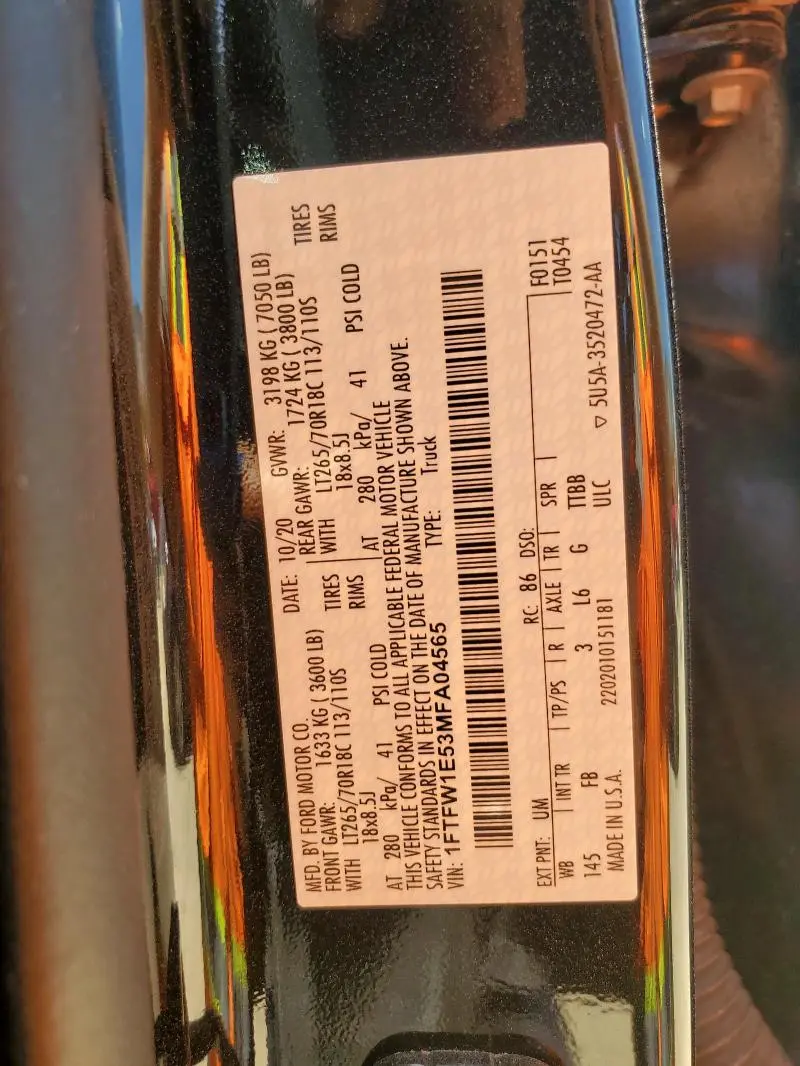 MFD. BY FORD MOTOR CO.
DATE: 10/20 GVWR: 3198 KG ( 7050 LB)
FRONT GAWR: 1633 KG ( 3600 LB) REAR GAWR: 1724 KG ( 3800 LB)
WITH LT265/70R18C 113/110S TIRES WITH LT265/70R18C 113/110S TIRES
18x8.5J RIMS 18x8.5J RIMS
AT 280 kPa/ 41 PSI COLD AT 280 kPa/ 41 PSI COLD
THIS VEHICLE CONFORMS TO ALL APPLICABLE FEDERAL MOTOR VEHICLE
SAFETY STANDARDS IN EFFECT ON THE DATE OF MANUFACTURE SHOWN ABOVE.
VIN: 1FTFW1E53MFA04565 TYPE: Truck
EXT PNT: UM RC: 86 DSO: F0151
WB INT TR TP/PS R AXLE TR SPR T0454
145 FB 3 L6 G TTBB
ULC
MADE IN U.S.A. 2202010151181 ▽ 5U5A-3520472-AA